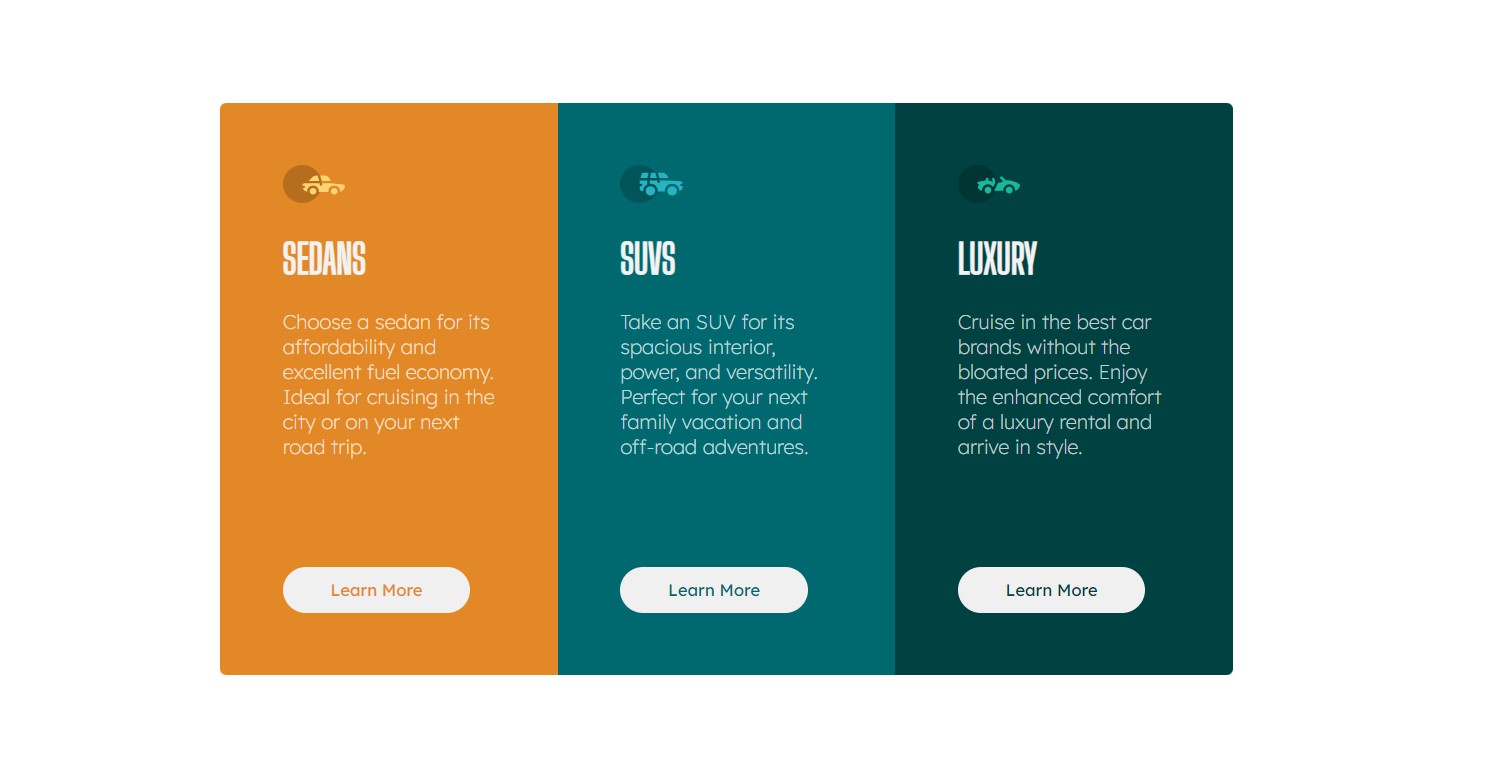 SEDANS
Choose a sedan for its
affordability and
excellent fuel economy.
Ideal for cruising in the
city or on your next
road trip.
Learn More
SUVS
Take an SUV for its
spacious interior,
power, and versatility.
Perfect for your next
family vacation and
off-road adventures.
Learn More
LUXURY
Cruise in the best car
brands without the
bloated prices. Enjoy
the enhanced comfort
of a luxury rental and
arrive in style.
Learn More